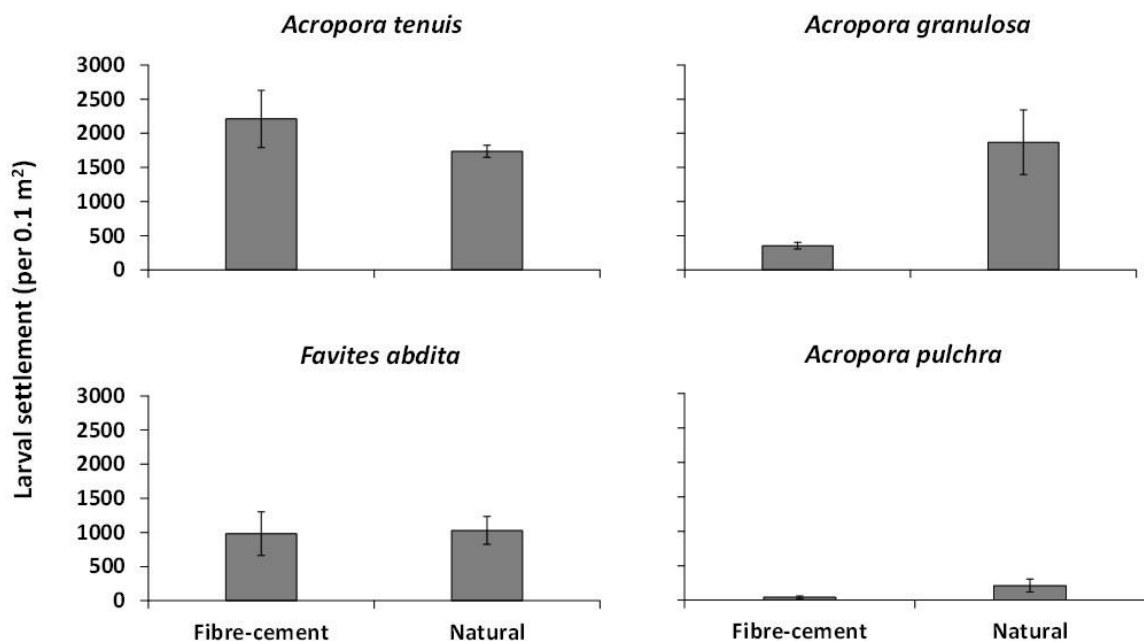 Acropora tenuis
Acropora granulosa
Larval settlement (per 0.1 m²)
3000
2500
2000
1500
1000
500
0
Favites abdita
Acropora pulchra
3000
2500
2000
1500
1000
500
0
Fibre-cement
Natural
Fibre-cement
Natural